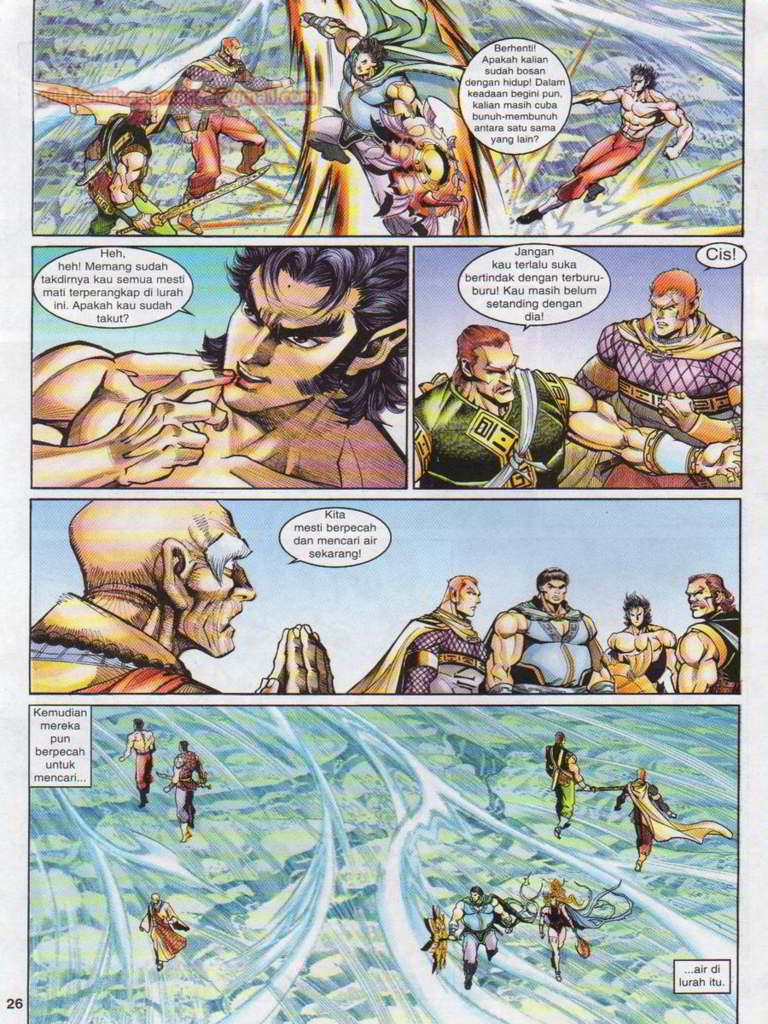 Berhenti!
Apakah kalian
sudah bosan
dengan hidup! Dalam
keadaan begini pun,
kalian masih cuba
bunuh-membunuh
antara satu sama
yang lain?
Heh,
heh! Memang sudah
takdirnya kau semua mesti
mati terperangkap di lurah
ini. Apakah kau sudah
takut?
Jangan
kau terlalu suka
bertindak dengan terburu-
buru! Kau masih belum
setanding dengan
dia!
Cis!
Kita
mesti berpecah
dan mencari air
sekarang!
Kemudian
mereka
pun
berpecah
untuk
mencari...
...air di
lurah itu.
26